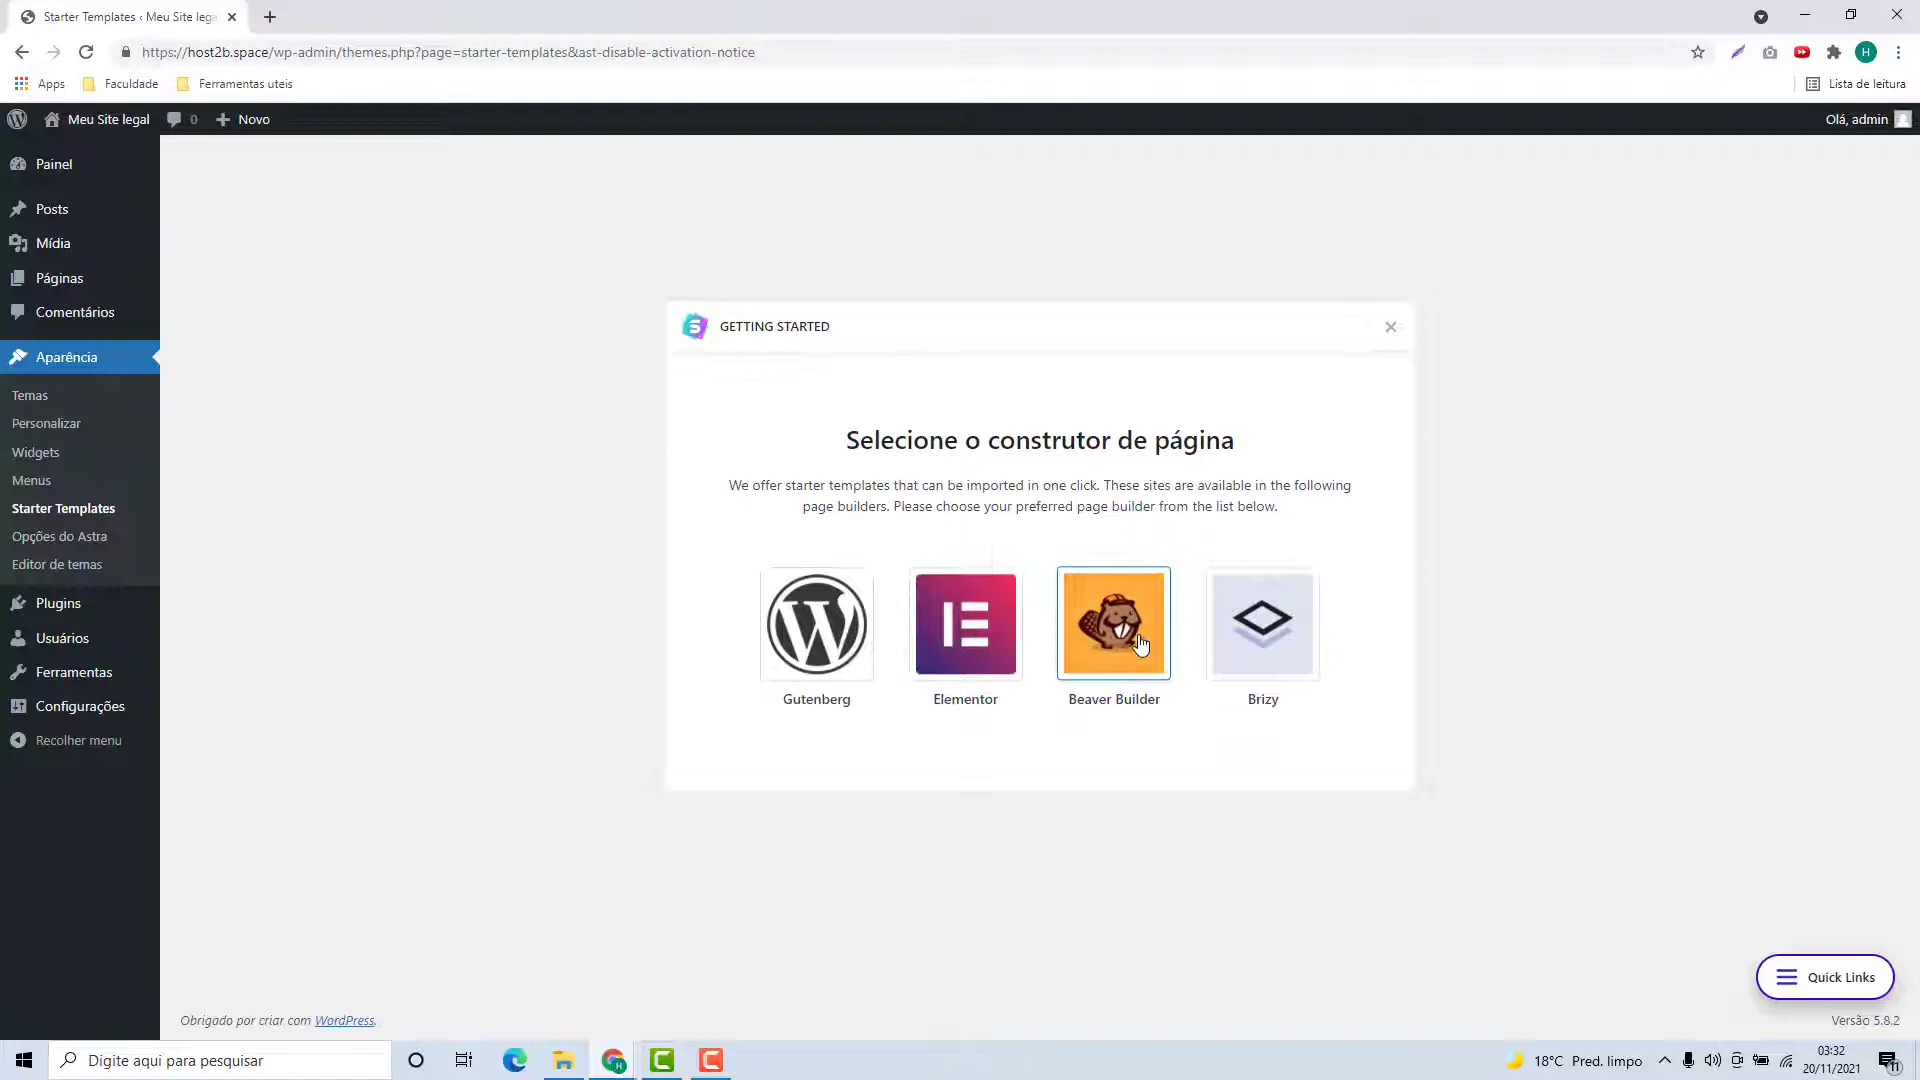 Starter Templates ‹ Meu Site lega
https://host2b.space/wp-admin/themes.php?page=starter-templates&ast-disable-activation-notice
H
Apps
Faculdade
Ferramentas uteis
Lista de leitura
Meu Site legal
0
Novo
Olá, admin
Painel
Posts
Mídia
Páginas
Comentários
Aparência
Temas
Personalizar
Widgets
Menus
Starter Templates
Opções do Astra
Editor de temas
Plugins
Usuários
Ferramentas
Configurações
Recolher menu
GETTING STARTED
Selecione o construtor de página
We offer starter templates that can be imported in one click. These sites are available in the following
page builders. Please choose your preferred page builder from the list below.
Gutenberg
Elementor
Beaver Builder
Brizy
Quick Links
Obrigado por criar com WordPress.
Versão 5.8.2
Digite aqui para pesquisar
18°C Pred. limpo
03:32
20/11/2021
11